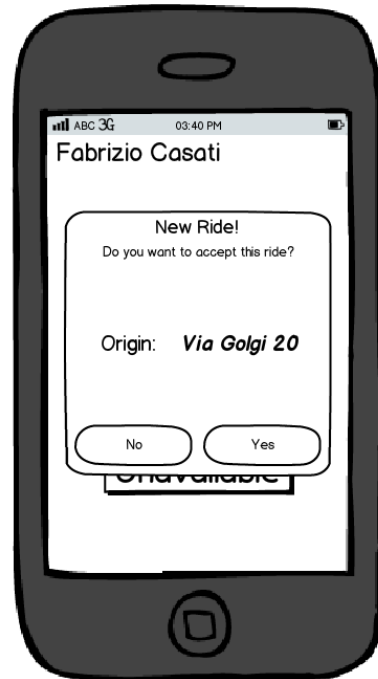 ABC 3G 03:40 PM
Fabrizio Casati
New Ride!
Do you want to accept this ride?
Origin: Via Golgi 20
No Yes
Unavailable